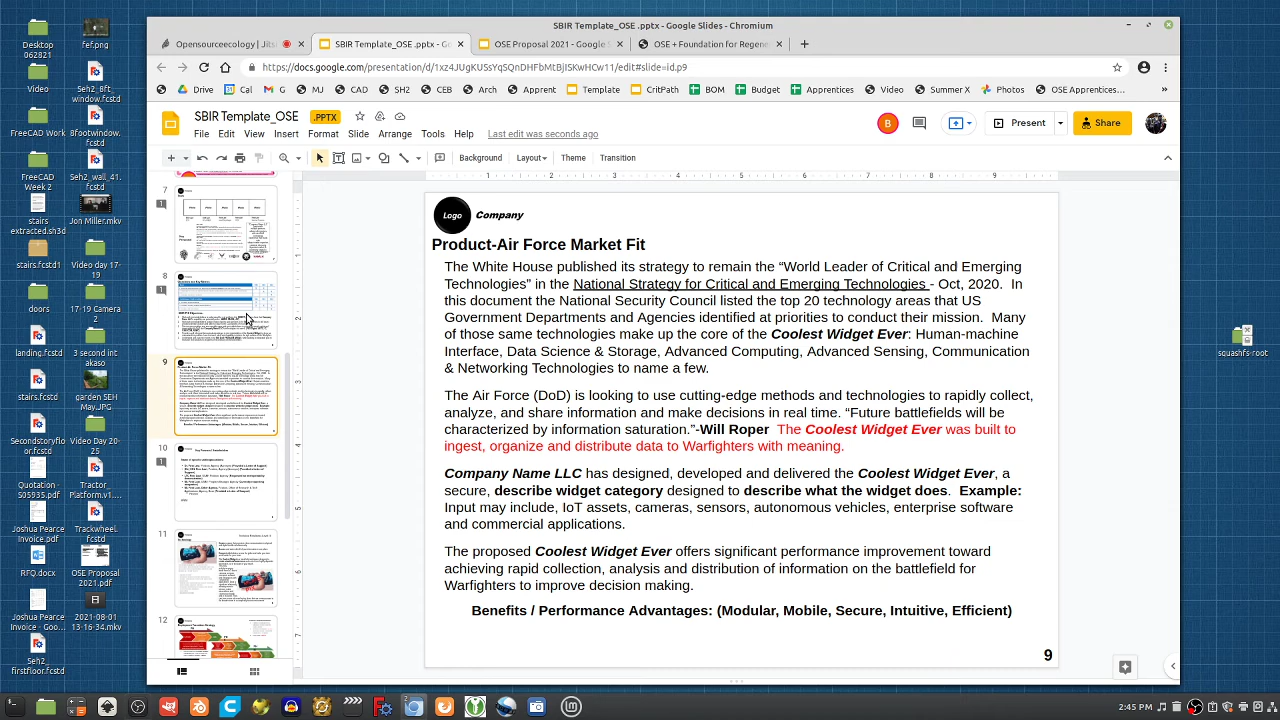 SBIR Template_OSE .pptx - Google Slides - Chromium
Opensourceecology | Jits
SBIR Template_OSE.pptx - Go
OSE Proposal 2021 - Google
OSE + Foundation for Regene
https://docs.google.com/presentation/d/
/edit#slide=id.p9
Drive
Cal
G
MJ
CAD
SH2
CEB
Arch
Apprent
Template
CritPath
BOM
Budget
Apprentices
Video
Summer X
Photos
OSE Apprentices...
SBIR Template_OSE
.PPTX
File Edit View Insert Format Slide Arrange Tools Help
Last edit was seconds ago
B
Present
Share
Background
Layout
Theme
Transition
7
8
9
10
11
12
1 2 3 4 5 6 7 8 9
Logo
Company
Product-Air Force Market Fit
The White House published its strategy to remain the “World Leader of Critical and Emerging
Technologies” in the National Strategy for Critical and Emerging Technologies - Oct, 2020. In
the document the National Security Council listed the top 20 technology areas that US
Government Departments and Agencies identified at priorities to conduct their mission. Many
of those same technologies make up the core of the Coolest Widget Ever: Human-machine
Interface, Data Science & Storage, Advanced Computing, Advanced Sensing, Communication
& Networking Technologies to name few.
(DoD) is looking for cutting-edge methods and technologies to rapidly collect,
analyze, and share information and make decisions in real time. “Future battlefields will be
characterized by information saturation.”-Will Roper The Coolest Widget Ever was built to
ingest, organize and distribute data to Warfighters with meaning.
Company Name LLC has designed, developed and delivered the Coolest Widget Ever, a
secure, describe widget category designed to describe what the widget does. Example:
Input may include, IoT assets, cameras, sensors, autonomous vehicles, enterprise software
and commercial applications.
The proposed Coolest Widget Ever offers significant performance improvement toward
achieving rapid collection, analysis and distribution of information on the battlefield for
Warfighters to improve decision making.
Benefits / Performance Advantages: (Modular, Mobile, Secure, Intuitive, Efficient)
9
Desktop
062821
fef.png
Video
Seh2_8ft_
window.fcstd
FreeCAD Work
8footwindow.
fcstd
FreeCAD
Week 2
Seh2_wall_41.
fcstd
stairs
extracted.sh3d
Jon Miller.mkv
stairs.fcstd1
Video day 17-
19
doors
17-19 Camera
landing.fcstd
3 second int
acaso
stairs.fcstd
garden SEH
MayJPG
Secondstoryfl
oor.fcstd
Video Day 20-
25
Quotation -
S05935.pdf
Tractor_
Platform.v1....
Joshua Pearce
Invoice.pdf
Trackwheel.
fcstd
RFQ.docx
OSE Proposal
2021.pdf
Joshua Pearce
Invoice - Goo...
2021-08-01
13-16-34.mkv
Seh2_
firstfloor.fcstd
squashfs-root
2:45 PM